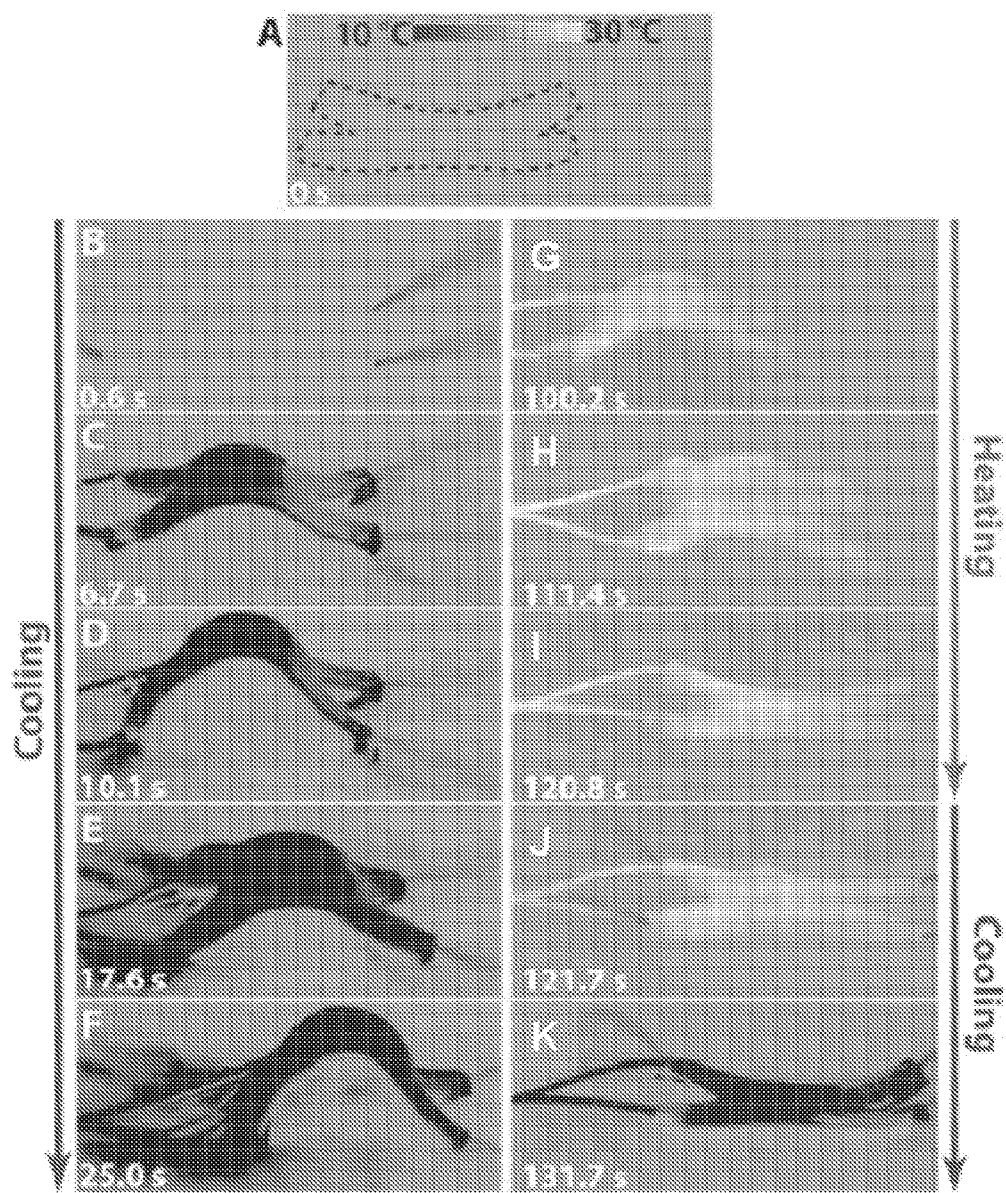 A
10 °C 30 °C
0 s
B
0.6 s
C
6.7 s
D
10.1 s
E
17.6 s
F
25.0 s
Cooling
G
100.2 s
H
111.4 s
I
120.8 s
J
121.7 s
K
131.7 s
Heating
Cooling